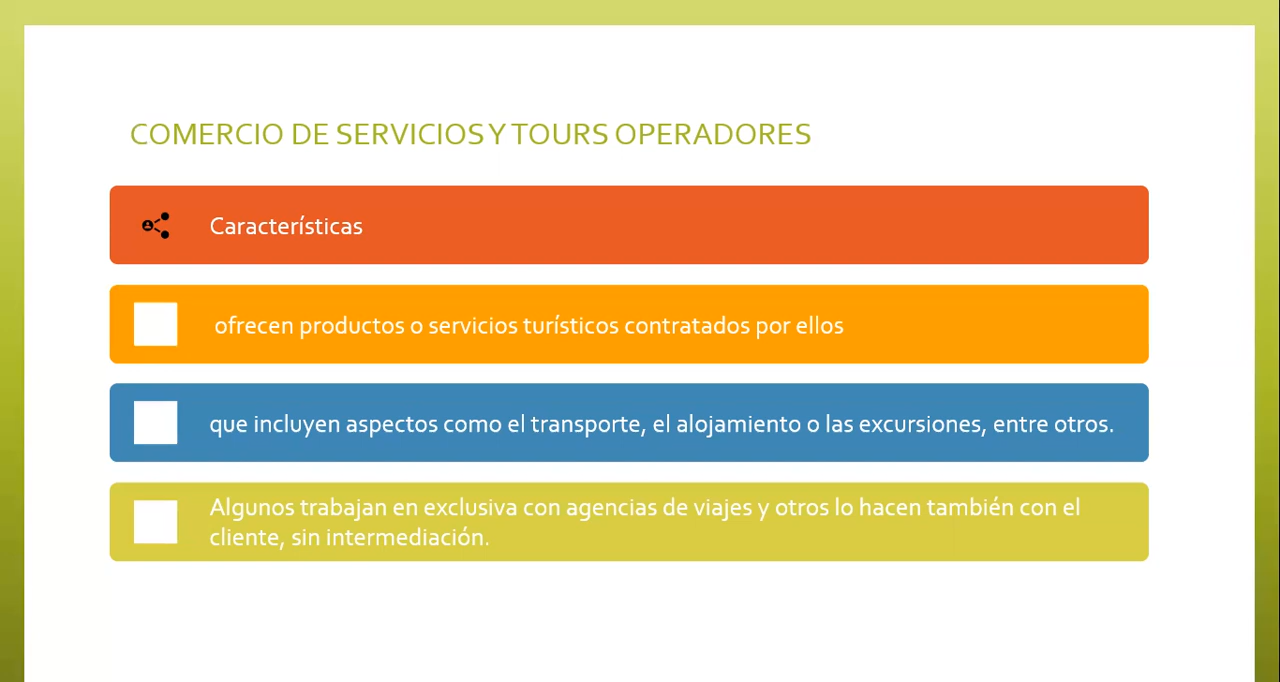 COMERCIO DE SERVICIOS Y TOURS OPERADORES
Características
ofrecen productos o servicios turísticos contratados por ellos
que incluyen aspectos como el transporte, el alojamiento o las excursiones, entre otros.
Algunos trabajan en exclusiva con agencias de viajes y otros lo hacen también con el
cliente, sin intermediación.